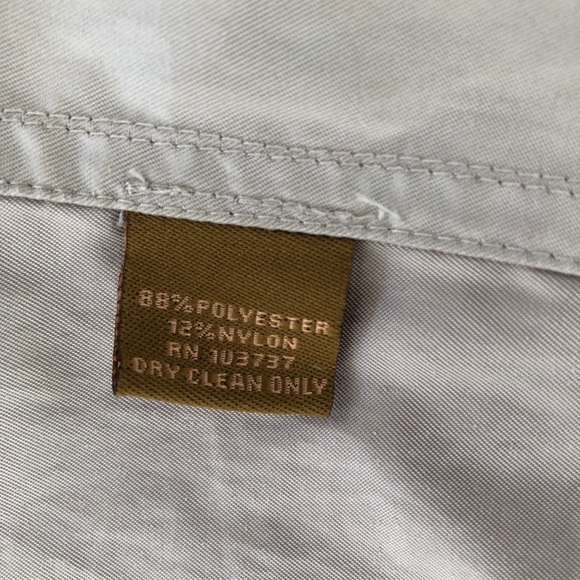 88% POLYESTER
12% NYLON
RN 103737
DRY CLEAN ONLY